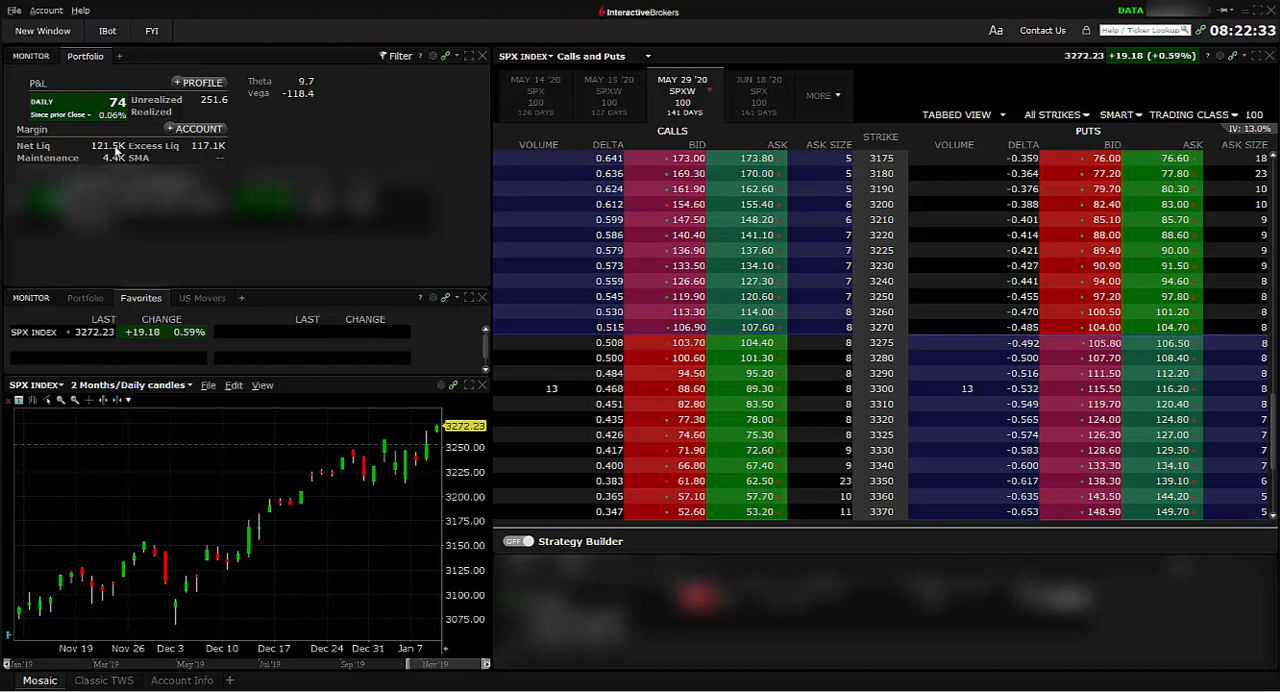 File Account Help InteractiveBrokers DATA
New Window IBot FYI Aa Contact Us Help / Ticker Lookup 08:22:33
MONITOR Portfolio + Filter ?
P&L + PROFILE Theta 9.7
DAILY 74 Unrealized 251.6 Vega -118.4
Since prior Close 0.06% Realized
Margin + ACCOUNT
Net Liq 121.5K Excess Liq 117.1K
Maintenance 4.4K SMA --
MONITOR Portfolio Favorites US Movers + ?
LAST CHANGE LAST CHANGE
SPX INDEX 3272.23 +19.18 0.59%
SPX INDEX 2 Months/Daily candles File Edit View
3272.23
3250.00
3225.00
3200.00
3175.00
3150.00
3125.00
3100.00
3075.00
Nov 19 Nov 26 Dec 3 Dec 10 Dec 17 Dec 24 Dec 31 Jan 7
Jan '19 Mar '19 May '19 Jul '19 Sep '19 Nov '19
SPX INDEX Calls and Puts 3272.23 +19.18 (+0.59%) ?
MAY 14 '20 MAY 15 '20 MAY 29 '20 JUN 18 '20
SPX SPXW SPXW SPX MORE
100 100 100 100
126 DAYS 127 DAYS 141 DAYS 161 DAYS
TABBED VIEW All STRIKES SMART TRADING CLASS 100
CALLS PUTS IV: 13.0%
VOLUME DELTA BID ASK ASK SIZE STRIKE VOLUME DELTA BID ASK ASK SIZE
0.641 173.00 173.80 5 3175 -0.359 76.00 76.60 18
0.636 169.30 170.00 5 3180 -0.364 77.20 77.80 23
0.624 161.90 162.60 5 3190 -0.376 79.70 80.30 10
0.612 154.60 155.40 6 3200 -0.388 82.40 83.00 10
0.599 147.50 148.20 6 3210 -0.401 85.10 85.70 9
0.586 140.40 141.10 7 3220 -0.414 88.00 88.60 9
0.580 136.90 137.60 7 3225 -0.421 89.40 90.00 9
0.573 133.50 134.10 7 3230 -0.427 90.90 91.50 9
0.559 126.60 127.30 7 3240 -0.441 94.00 94.60 9
0.545 119.90 120.60 8 3250 -0.455 97.20 97.80 8
0.530 113.30 114.00 8 3260 -0.470 100.50 101.20 8
0.515 106.90 107.60 8 3270 -0.485 104.00 104.70 8
0.508 103.70 104.40 8 3275 -0.492 105.80 106.50 8
0.500 100.60 101.30 8 3280 -0.500 107.70 108.40 8
0.484 94.50 95.20 8 3290 -0.516 111.50 112.20 8
13 0.468 88.60 89.30 8 3300 13 -0.532 115.50 116.20 8
0.451 82.80 83.50 8 3310 -0.549 119.70 120.40 8
0.435 77.30 78.00 8 3320 -0.565 124.00 124.80 7
0.426 74.60 75.30 8 3325 -0.574 126.30 127.00 7
0.417 71.90 72.60 9 3330 -0.583 128.60 129.30 7
0.400 66.80 67.40 9 3340 -0.600 133.30 134.10 7
0.383 61.80 62.50 23 3350 -0.617 138.30 139.10 6
0.365 57.10 57.70 10 3360 -0.635 143.50 144.20 5
0.347 52.60 53.20 11 3370 -0.653 148.90 149.70 5
OFF Strategy Builder
Mosaic Classic TWS Account Info +